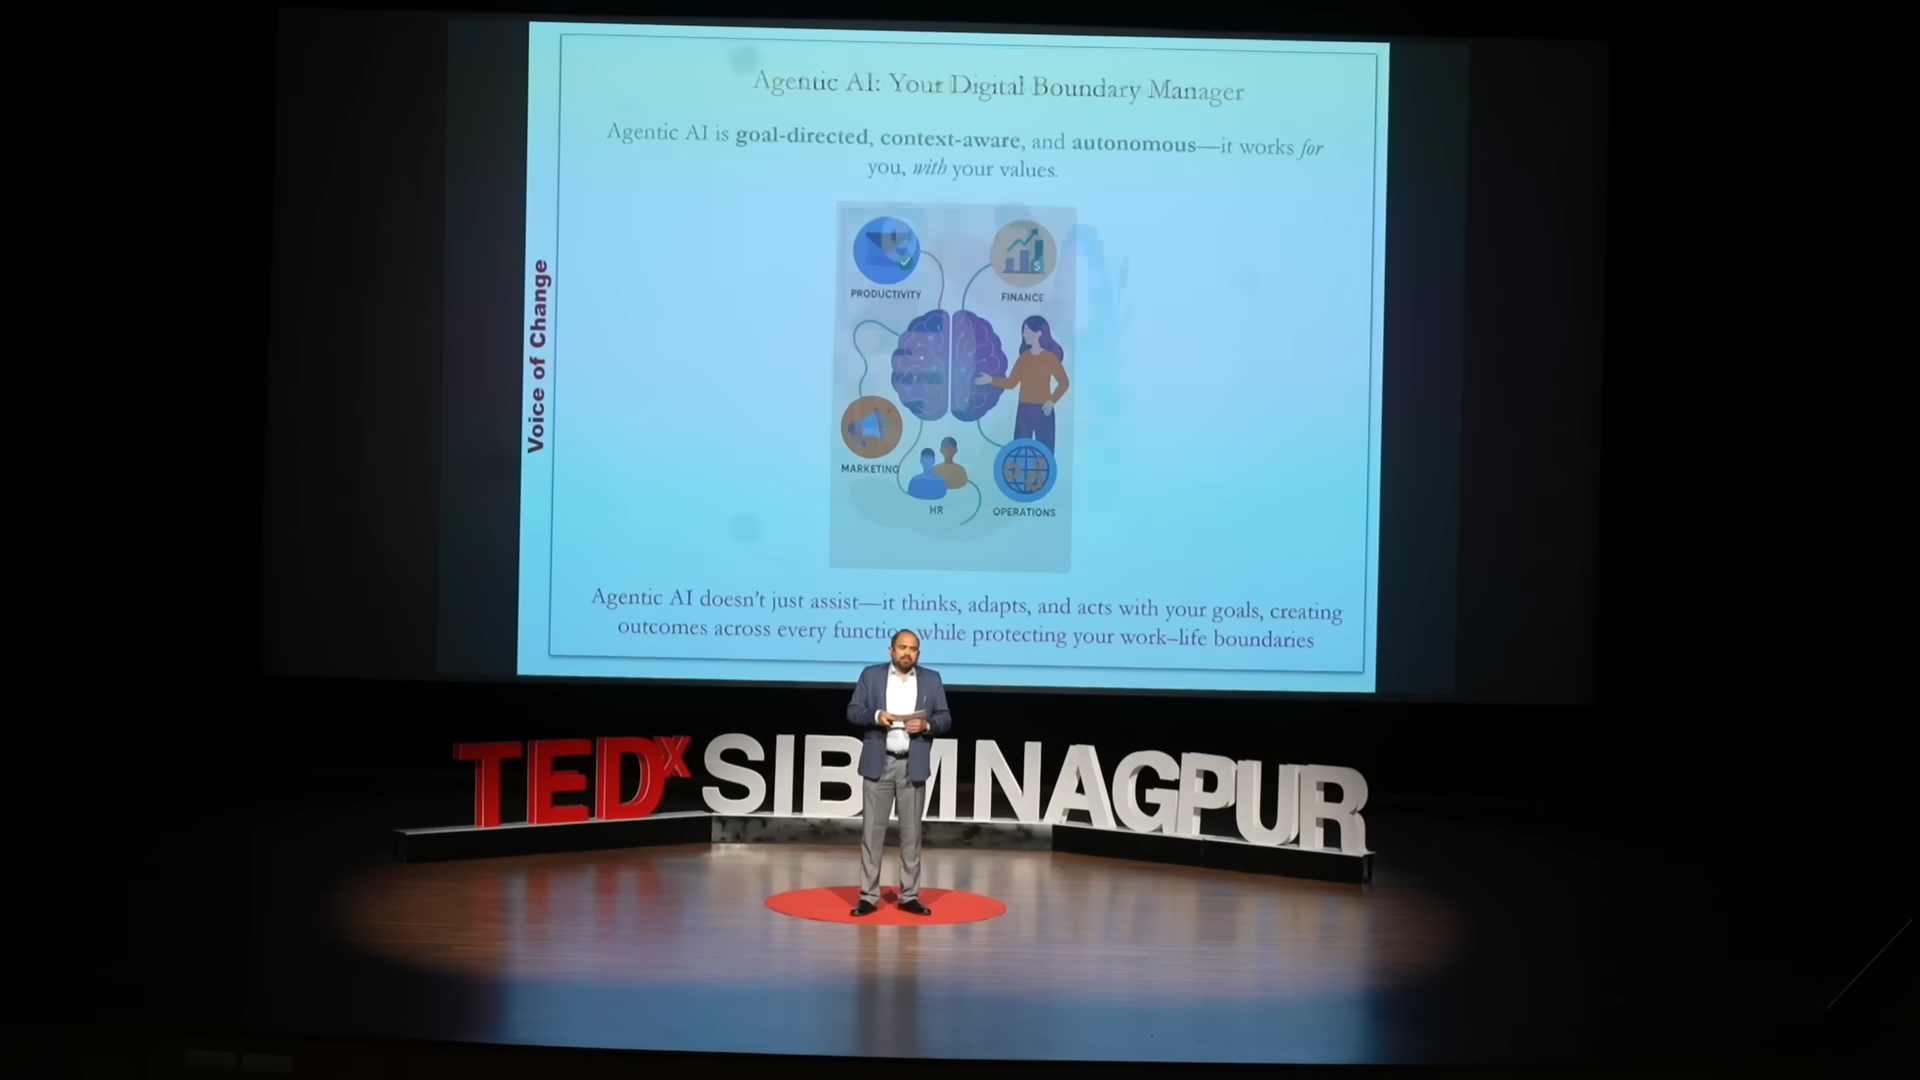 Agentic AI: Your Digital Boundary Manager
Agentic AI is goal-directed, context-aware, and autonomous—it works for
you, with your values.
PRODUCTIVITY
FINANCE
MARKETING
HR
OPERATIONS
Agentic AI doesn't just assist—it thinks, adapts, and acts with your goals, creating
outcomes across every function while protecting your work–life boundaries
Voice of Change
TEDx SIBMNAGPUR